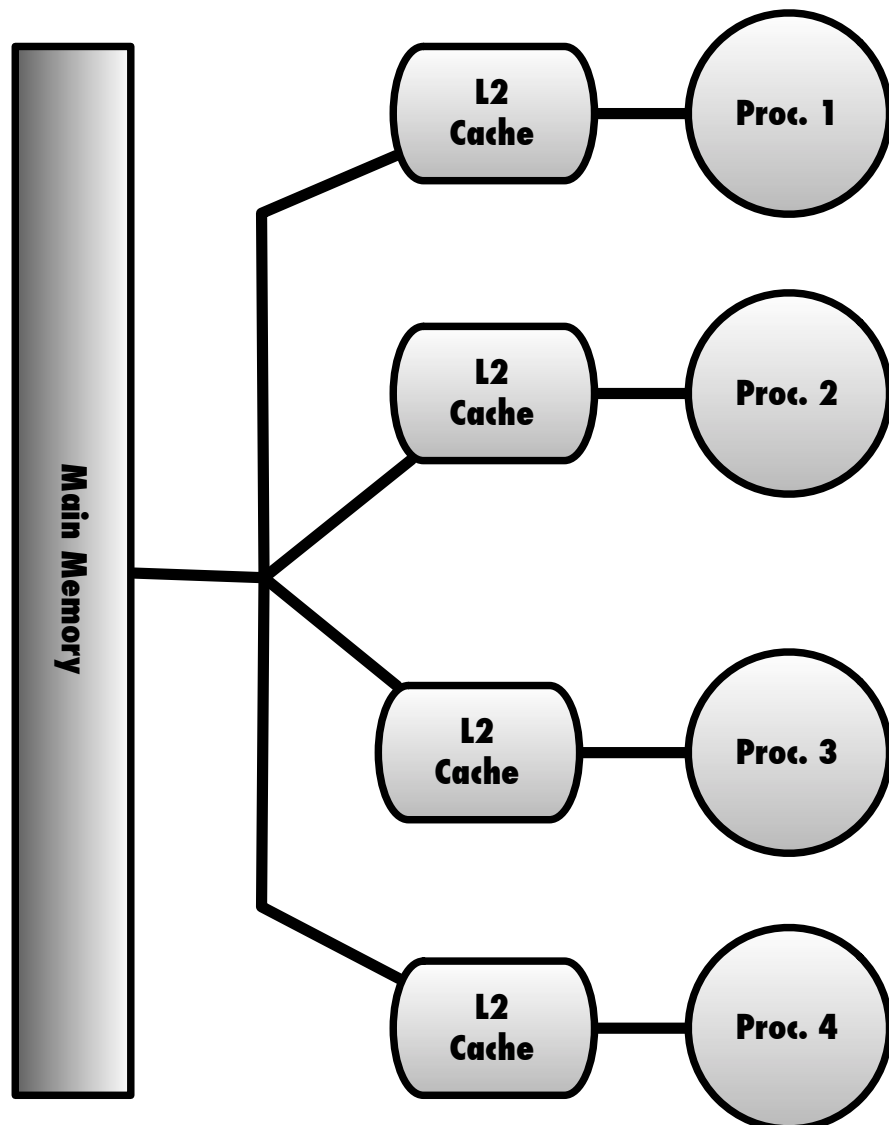 L2
Cache
Proc. 1
L2
Cache
Proc. 2
Main Memory
L2
Cache
Proc. 3
L2
Cache
Proc. 4